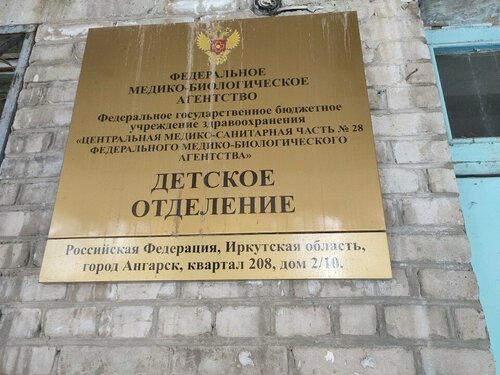 ФЕДЕРАЛЬНОЕ
МЕДИКО-БИОЛОГИЧЕСКОЕ
АГЕНТСТВО
Федеральное государственное бюджетное
учреждение здравоохранения
«ЦЕНТРАЛЬНАЯ МЕДИКО-САНИТАРНАЯ ЧАСТЬ № 28
ФЕДЕРАЛЬНОГО МЕДИКО-БИОЛОГИЧЕСКОГО
АГЕНТСТВА»
ДЕТСКОЕ
ОТДЕЛЕНИЕ
Российская Федерация, Иркутская область,
город Ангарск, квартал 208, дом 2/10.